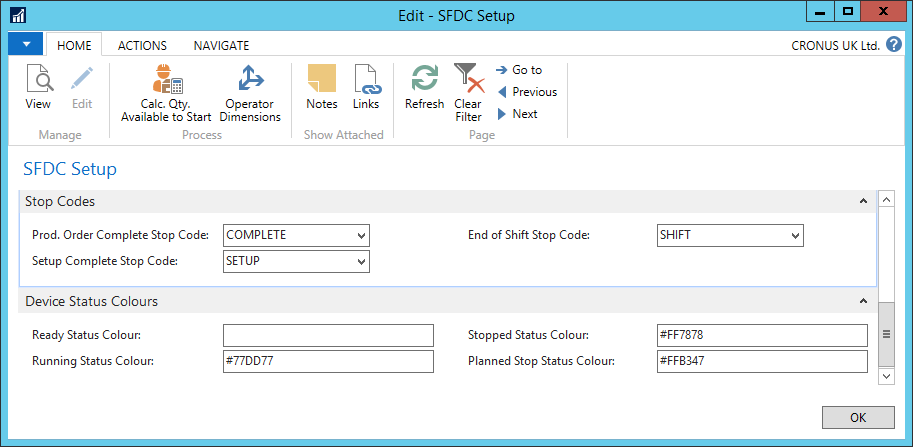 Edit - SFDC Setup
HOME ACTIONS NAVIGATE CRONUS UK Ltd. ?
View Edit Calc. Qty. Available to Start Operator Dimensions Notes Links Refresh Clear Filter Go to
Previous
Next
Manage Process Show Attached Page
SFDC Setup
Stop Codes
Prod. Order Complete Stop Code: COMPLETE End of Shift Stop Code: SHIFT
Setup Complete Stop Code: SETUP
Device Status Colours
Ready Status Colour: Stopped Status Colour: #FF7878
Running Status Colour: #77DD77 Planned Stop Status Colour: #FFB347
OK